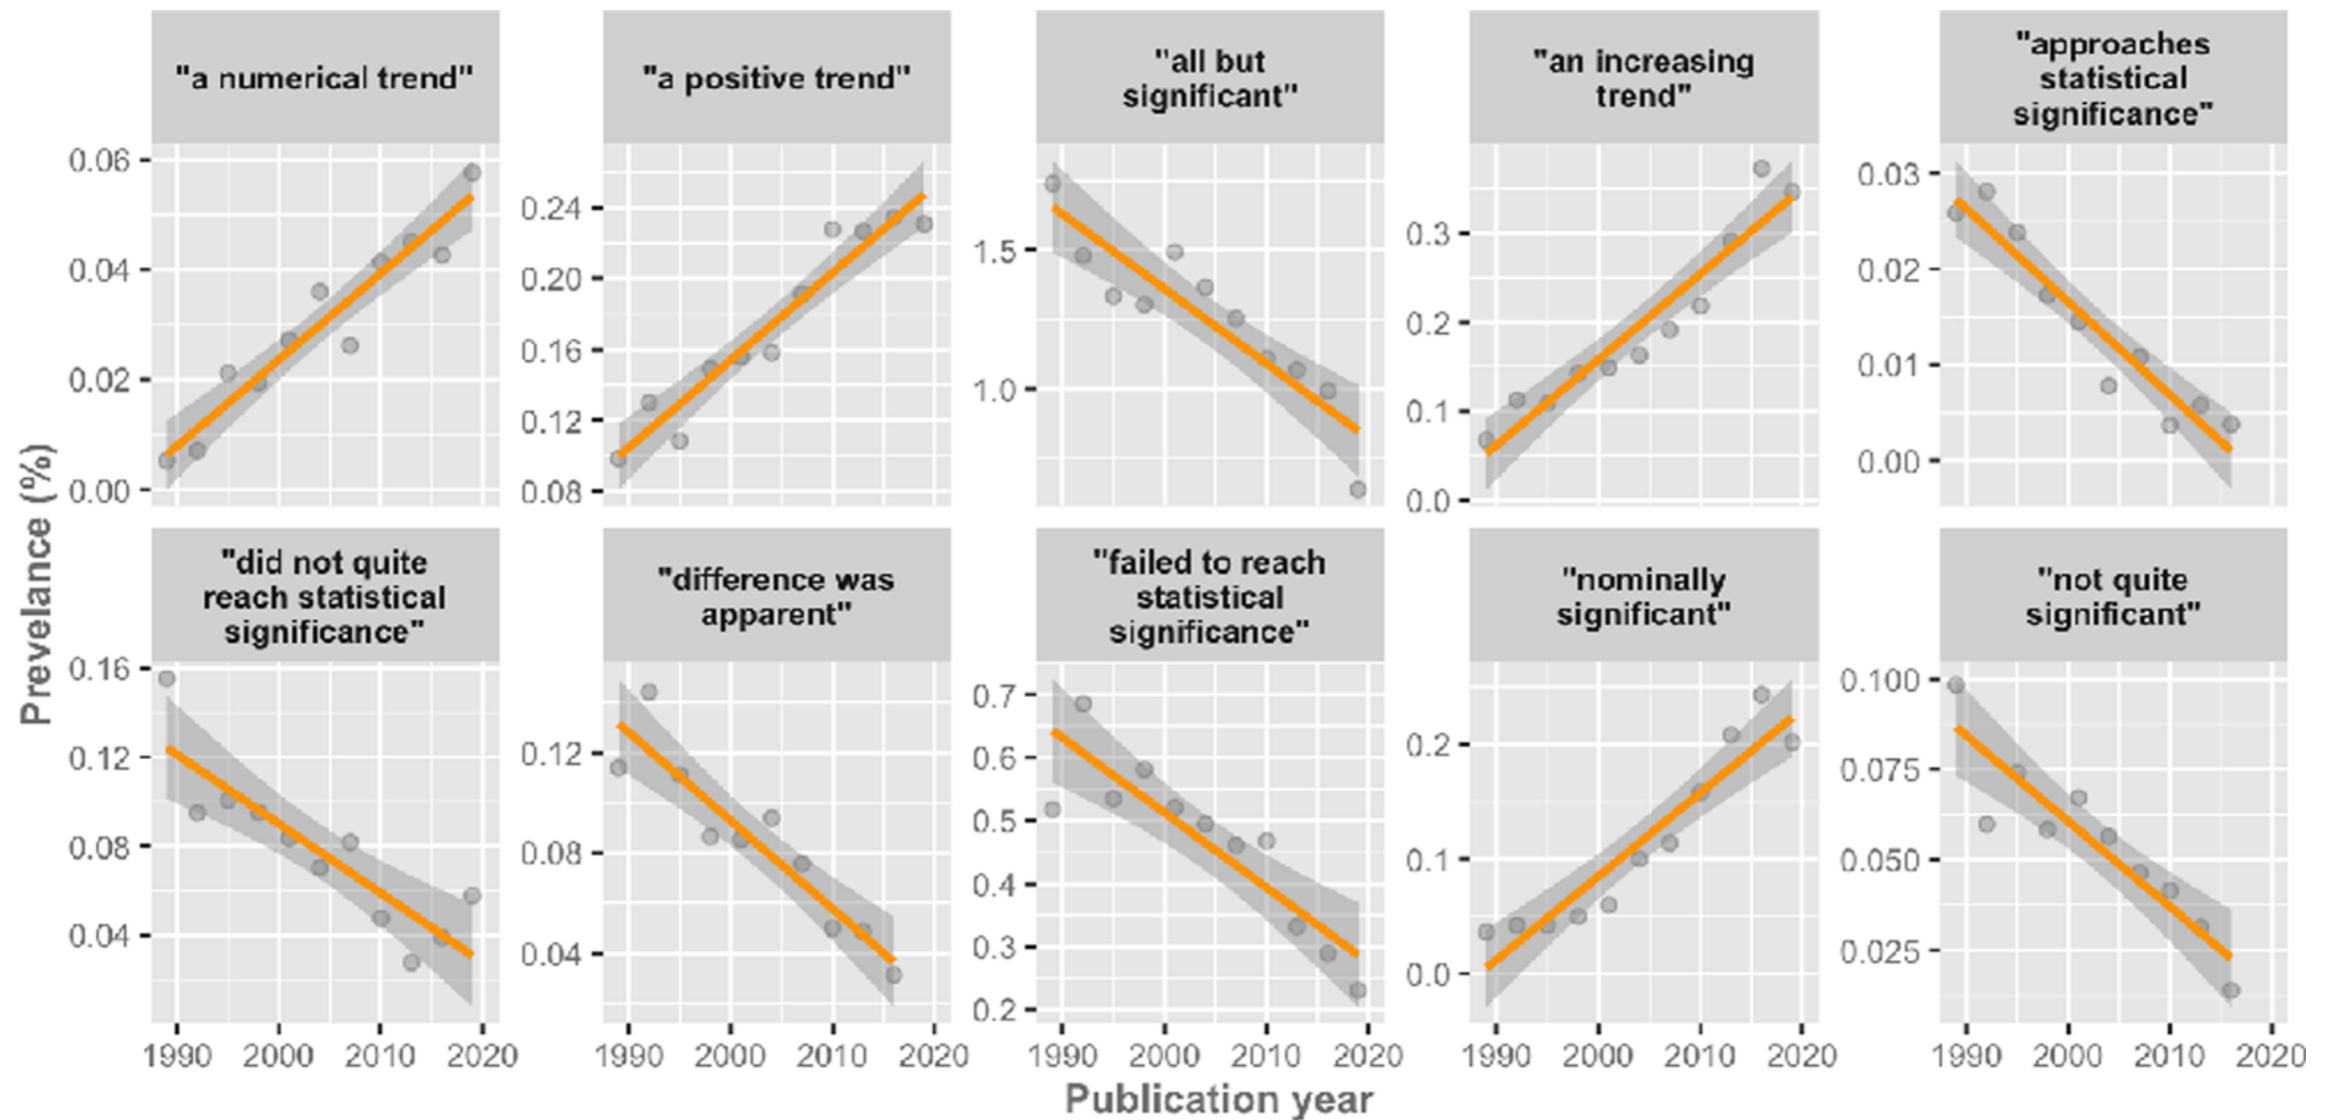 "a numerical trend"
"a positive trend"
"all but
significant"
"an increasing
trend"
"approaches
statistical
significance"
0.06
0.04
0.02
0.00
0.24
0.20
0.16
0.12
0.08
1.5
1.0
0.3
0.2
0.1
0.0
0.03
0.02
0.01
0.00
Prevelance (%)
"did not quite
reach statistical
significance"
"difference was
apparent"
"failed to reach
statistical
significance"
"nominally
significant"
"not quite
significant"
0.16
0.12
0.08
0.04
0.12
0.08
0.04
0.7
0.6
0.5
0.4
0.3
0.2
0.2
0.1
0.0
0.100
0.075
0.050
0.025
1990 2000 2010 2020
1990 2000 2010 2020
1990 2000 2010 2020
1990 2000 2010 2020
1990 2000 2010 2020
Publication year